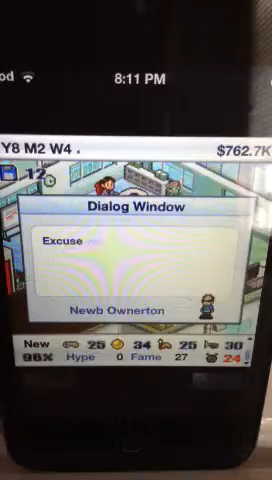 od 8:11 PM
Y8 M2 W4 . $762.7K
12
Dialog Window
Excuse
Newb Ownerton
New 25 34 25 30
96% Hype 0 Fame 27 24